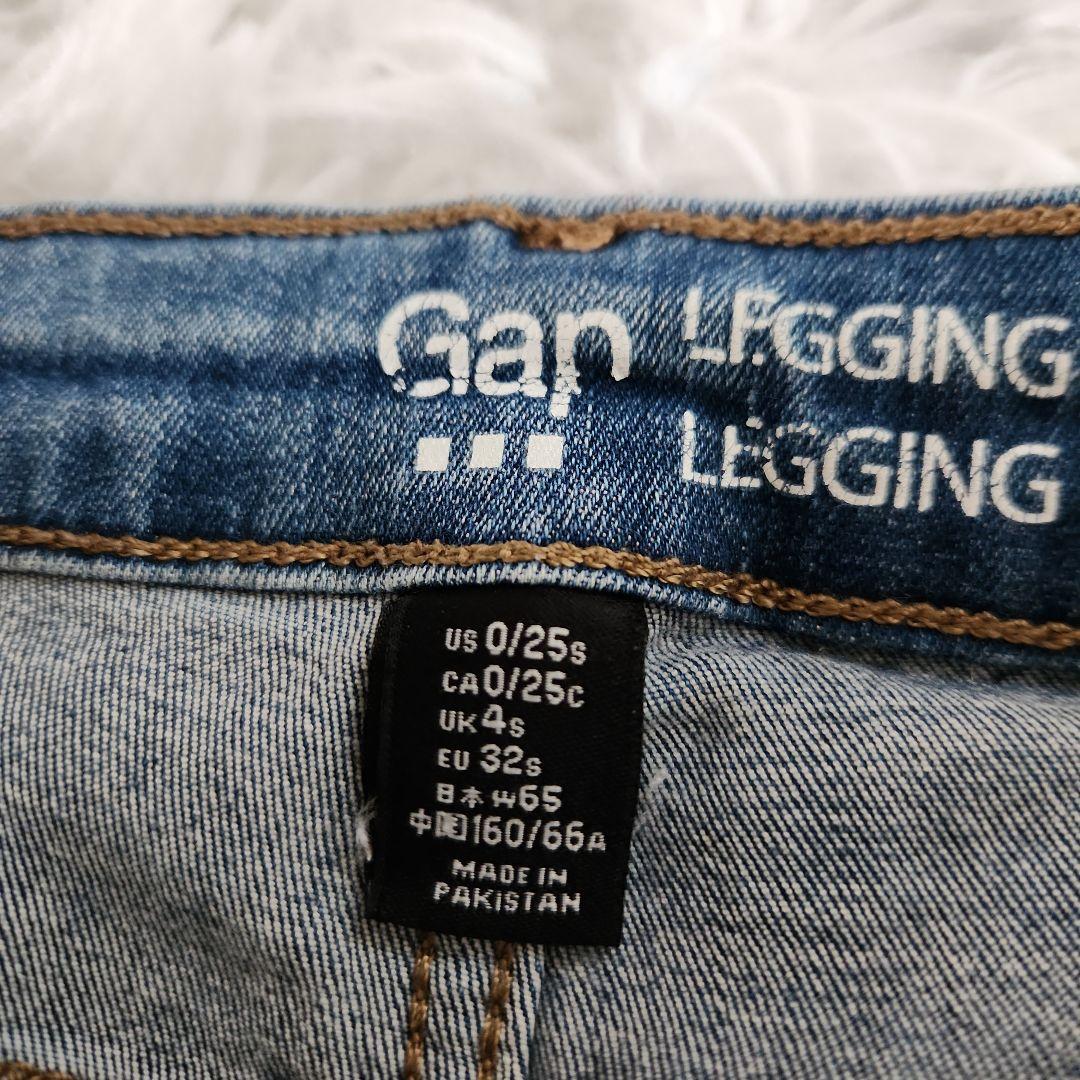 Gap LEGGING
LEGGING
US 0/25S
CA 0/25C
UK 4S
EU 32S
日本 W65
中国 160/66A
MADE IN
PAKISTAN